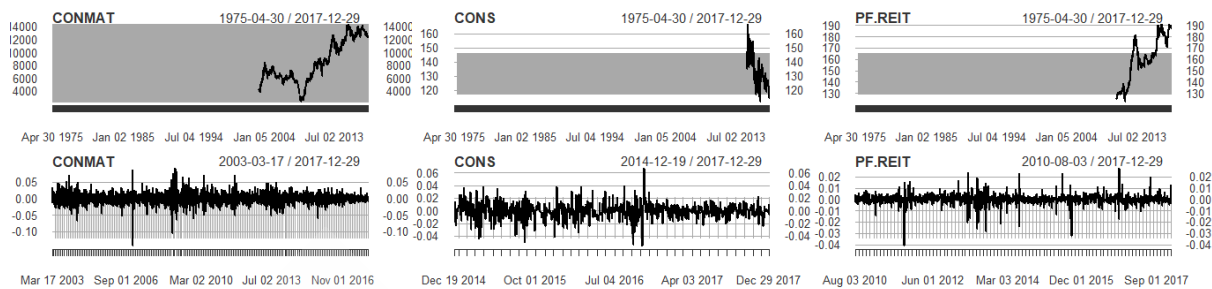 CONMAT 1975-04-30 / 2017-12-29
14000 14000
12000 12000
10000 10000
8000 8000
6000 6000
4000 4000
Apr 30 1975 Jan 02 1985 Jul 04 1994 Jan 05 2004 Jul 02 2013
CONS 1975-04-30 / 2017-12-29
160 160
150 150
140 140
130 130
120 120
Apr 30 1975 Jan 02 1985 Jul 04 1994 Jan 05 2004 Jul 02 2013
PF.REIT 1975-04-30 / 2017-12-29
190 190
180 180
170 170
160 160
150 150
140 140
130 130
Apr 30 1975 Jan 02 1985 Jul 04 1994 Jan 05 2004 Jul 02 2013
CONMAT 2003-03-17 / 2017-12-29
0.05 0.05
0.00 0.00
-0.05 -0.05
-0.10 -0.10
Mar 17 2003 Sep 01 2006 Mar 02 2010 Jul 02 2013 Nov 01 2016
CONS 2014-12-19 / 2017-12-29
0.06 0.06
0.04 0.04
0.02 0.02
0.00 0.00
-0.02 -0.02
-0.04 -0.04
Dec 19 2014 Oct 01 2015 Jul 04 2016 Apr 03 2017 Dec 29 2017
PF.REIT 2010-08-03 / 2017-12-29
0.02 0.02
0.01 0.01
0.00 0.00
-0.01 -0.01
-0.02 -0.02
-0.03 -0.03
-0.04 -0.04
Aug 03 2010 Jun 01 2012 Mar 03 2014 Dec 01 2015 Sep 01 2017